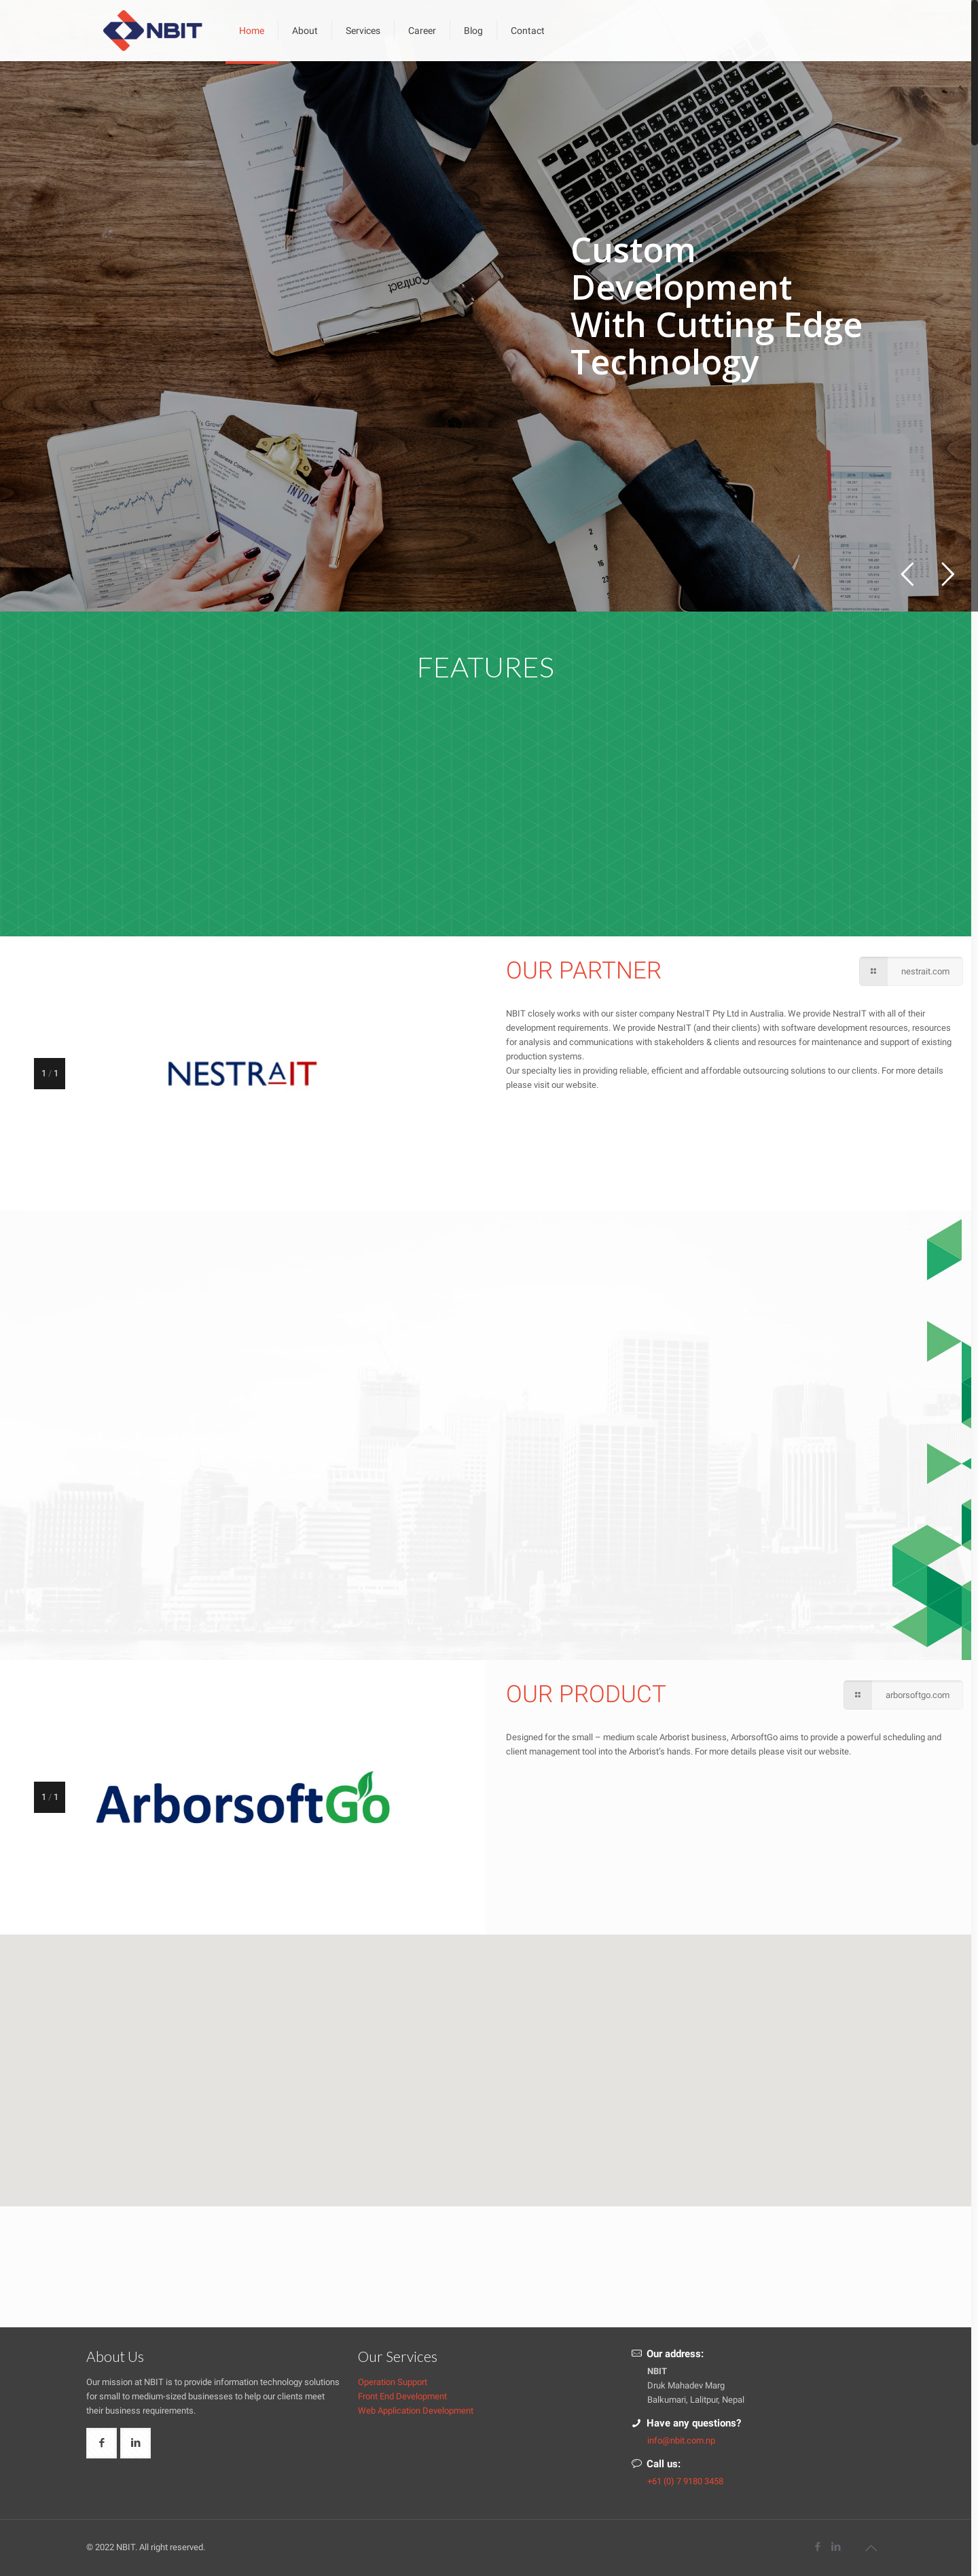 NBIT
Home
About
Services
Career
Blog
Contact
Contract
Custom
Development
With Cutting Edge
Technology
Company's Growth
Business Company
INVOICE
FEATURES
OUR PARTNER
nestrait.com
NBIT closely works with our sister company NestraIT Pty Ltd in Australia. We provide NestraIT with all of their
development requirements. We provide NestraIT (and their clients) with software development resources, resources
for analysis and communications with stakeholders & clients and resources for maintenance and support of existing
production systems.
Our specialty lies in providing reliable, efficient and affordable outsourcing solutions to our clients. For more details
please visit our website.
1 / 1
NESTRAIT
OUR PRODUCT
arborsoftgo.com
Designed for the small – medium scale Arborist business, ArborsoftGo aims to provide a powerful scheduling and
client management tool into the Arborist's hands. For more details please visit our website.
1 / 1
ArborsoftGo
About Us
Our mission at NBIT is to provide information technology solutions
for small to medium-sized businesses to help our clients meet
their business requirements.
Our Services
Operation Support
Front End Development
Web Application Development
Our address:
NBIT
Druk Mahadev Marg
Balkumari, Lalitpur, Nepal
Have any questions?
info@nbit.com.np
Call us:
+61 (0) 7 9180 3458
© 2022 NBIT. All right reserved.